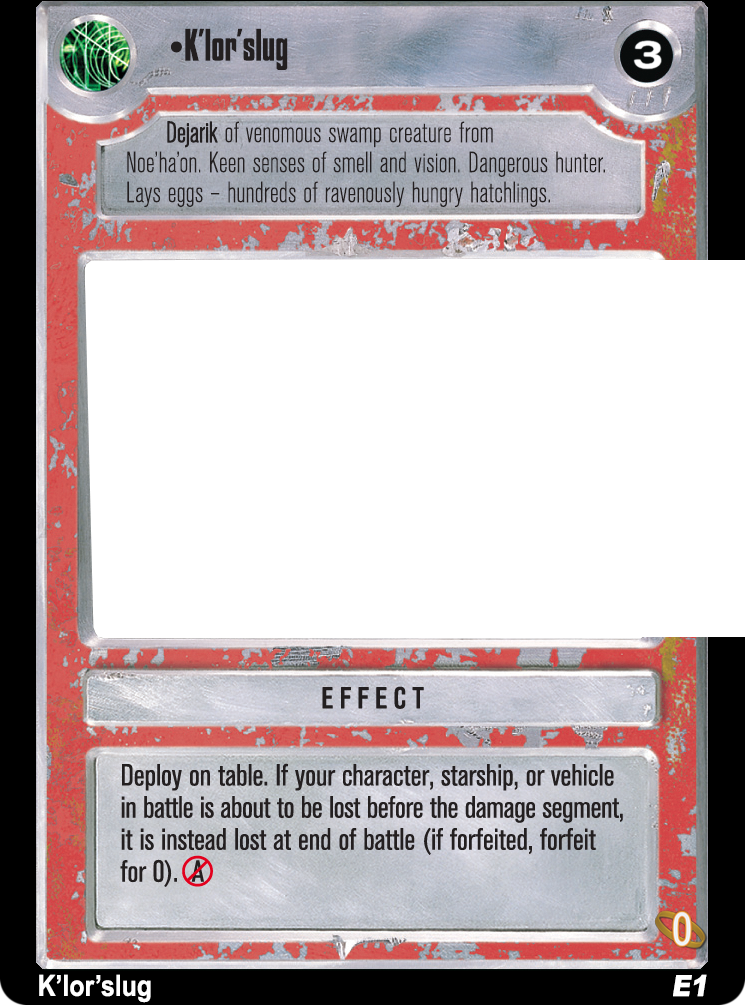 •K'lor'slug
3
Dejarik of venomous swamp creature from
Noe'ha'on. Keen senses of smell and vision. Dangerous hunter.
Lays eggs – hundreds of ravenously hungry hatchlings.
EFFECT
Deploy on table. If your character, starship, or vehicle
in battle is about to be lost before the damage segment,
it is instead lost at end of battle (if forfeited, forfeit
for 0). A
0
K'lor'slug
E1